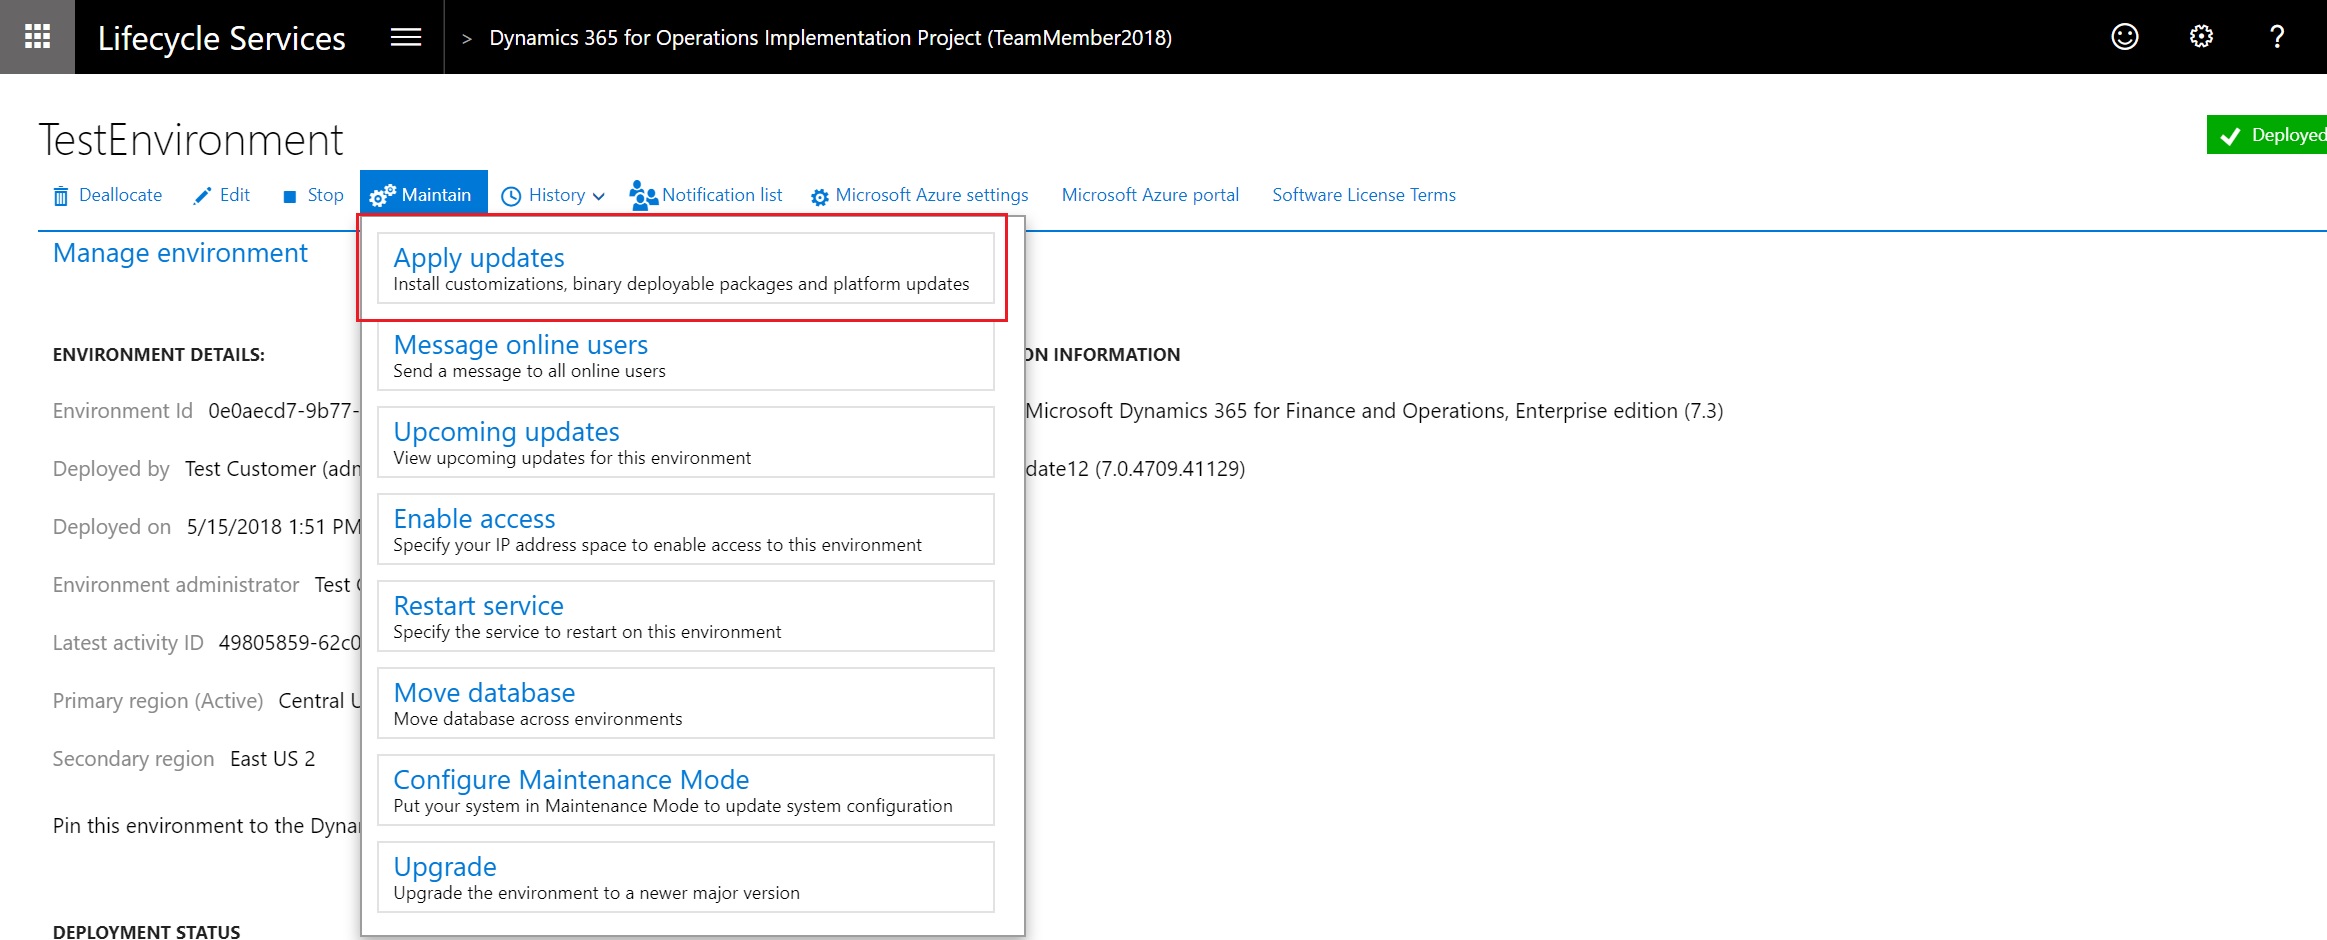 Lifecycle Services > Dynamics 365 for Operations Implementation Project (TeamMember2018) ?
TestEnvironment
Deployed
Deallocate Edit Stop Maintain History Notification list Microsoft Azure settings Microsoft Azure portal Software License Terms
Manage environment
Apply updates
Install customizations, binary deployable packages and platform updates
Message online users
Send a message to all online users
Upcoming updates
View upcoming updates for this environment
Enable access
Specify your IP address space to enable access to this environment
Restart service
Specify the service to restart on this environment
Move database
Move database across environments
Configure Maintenance Mode
Put your system in Maintenance Mode to update system configuration
Upgrade
Upgrade the environment to a newer major version
ENVIRONMENT DETAILS:
Environment Id 0e0aecd7-9b77-
Deployed by Test Customer (adm
Deployed on 5/15/2018 1:51 PM
Environment administrator Test
Latest activity ID 49805859-62c0
Primary region (Active) Central U
Secondary region East US 2
Pin this environment to the Dyna
DEPLOYMENT STATUS
ON INFORMATION
Microsoft Dynamics 365 for Finance and Operations, Enterprise edition (7.3)
date12 (7.0.4709.41129)